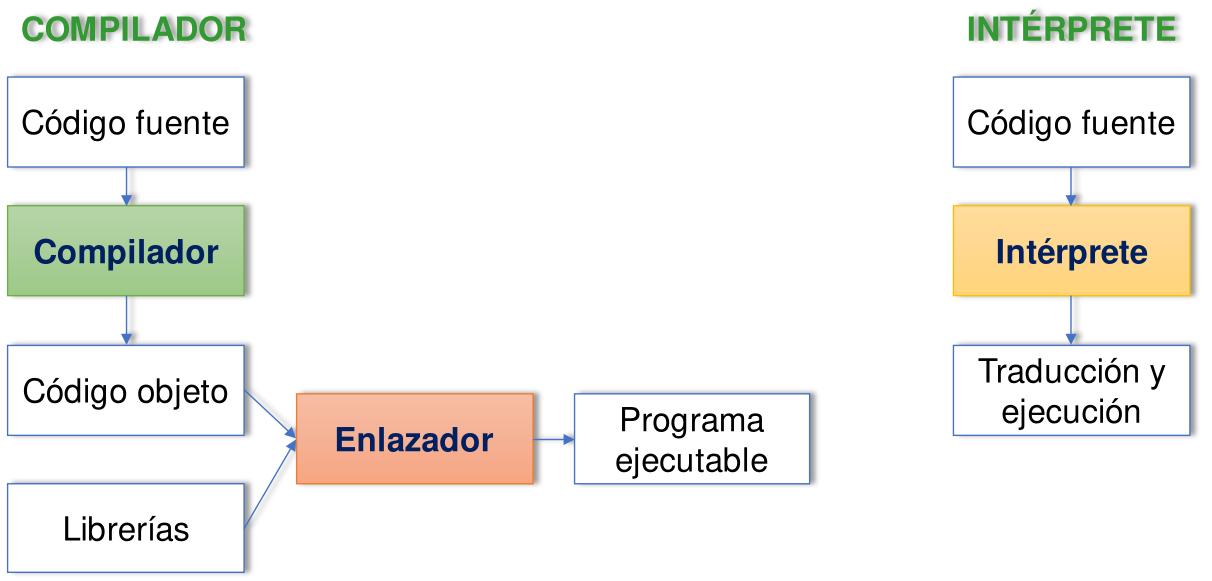 COMPILADOR
Código fuente
Compilador
Código objeto
Librerías
Enlazador
Programa
ejecutable
INTÉRPRETE
Código fuente
Intérprete
Traducción y
ejecución